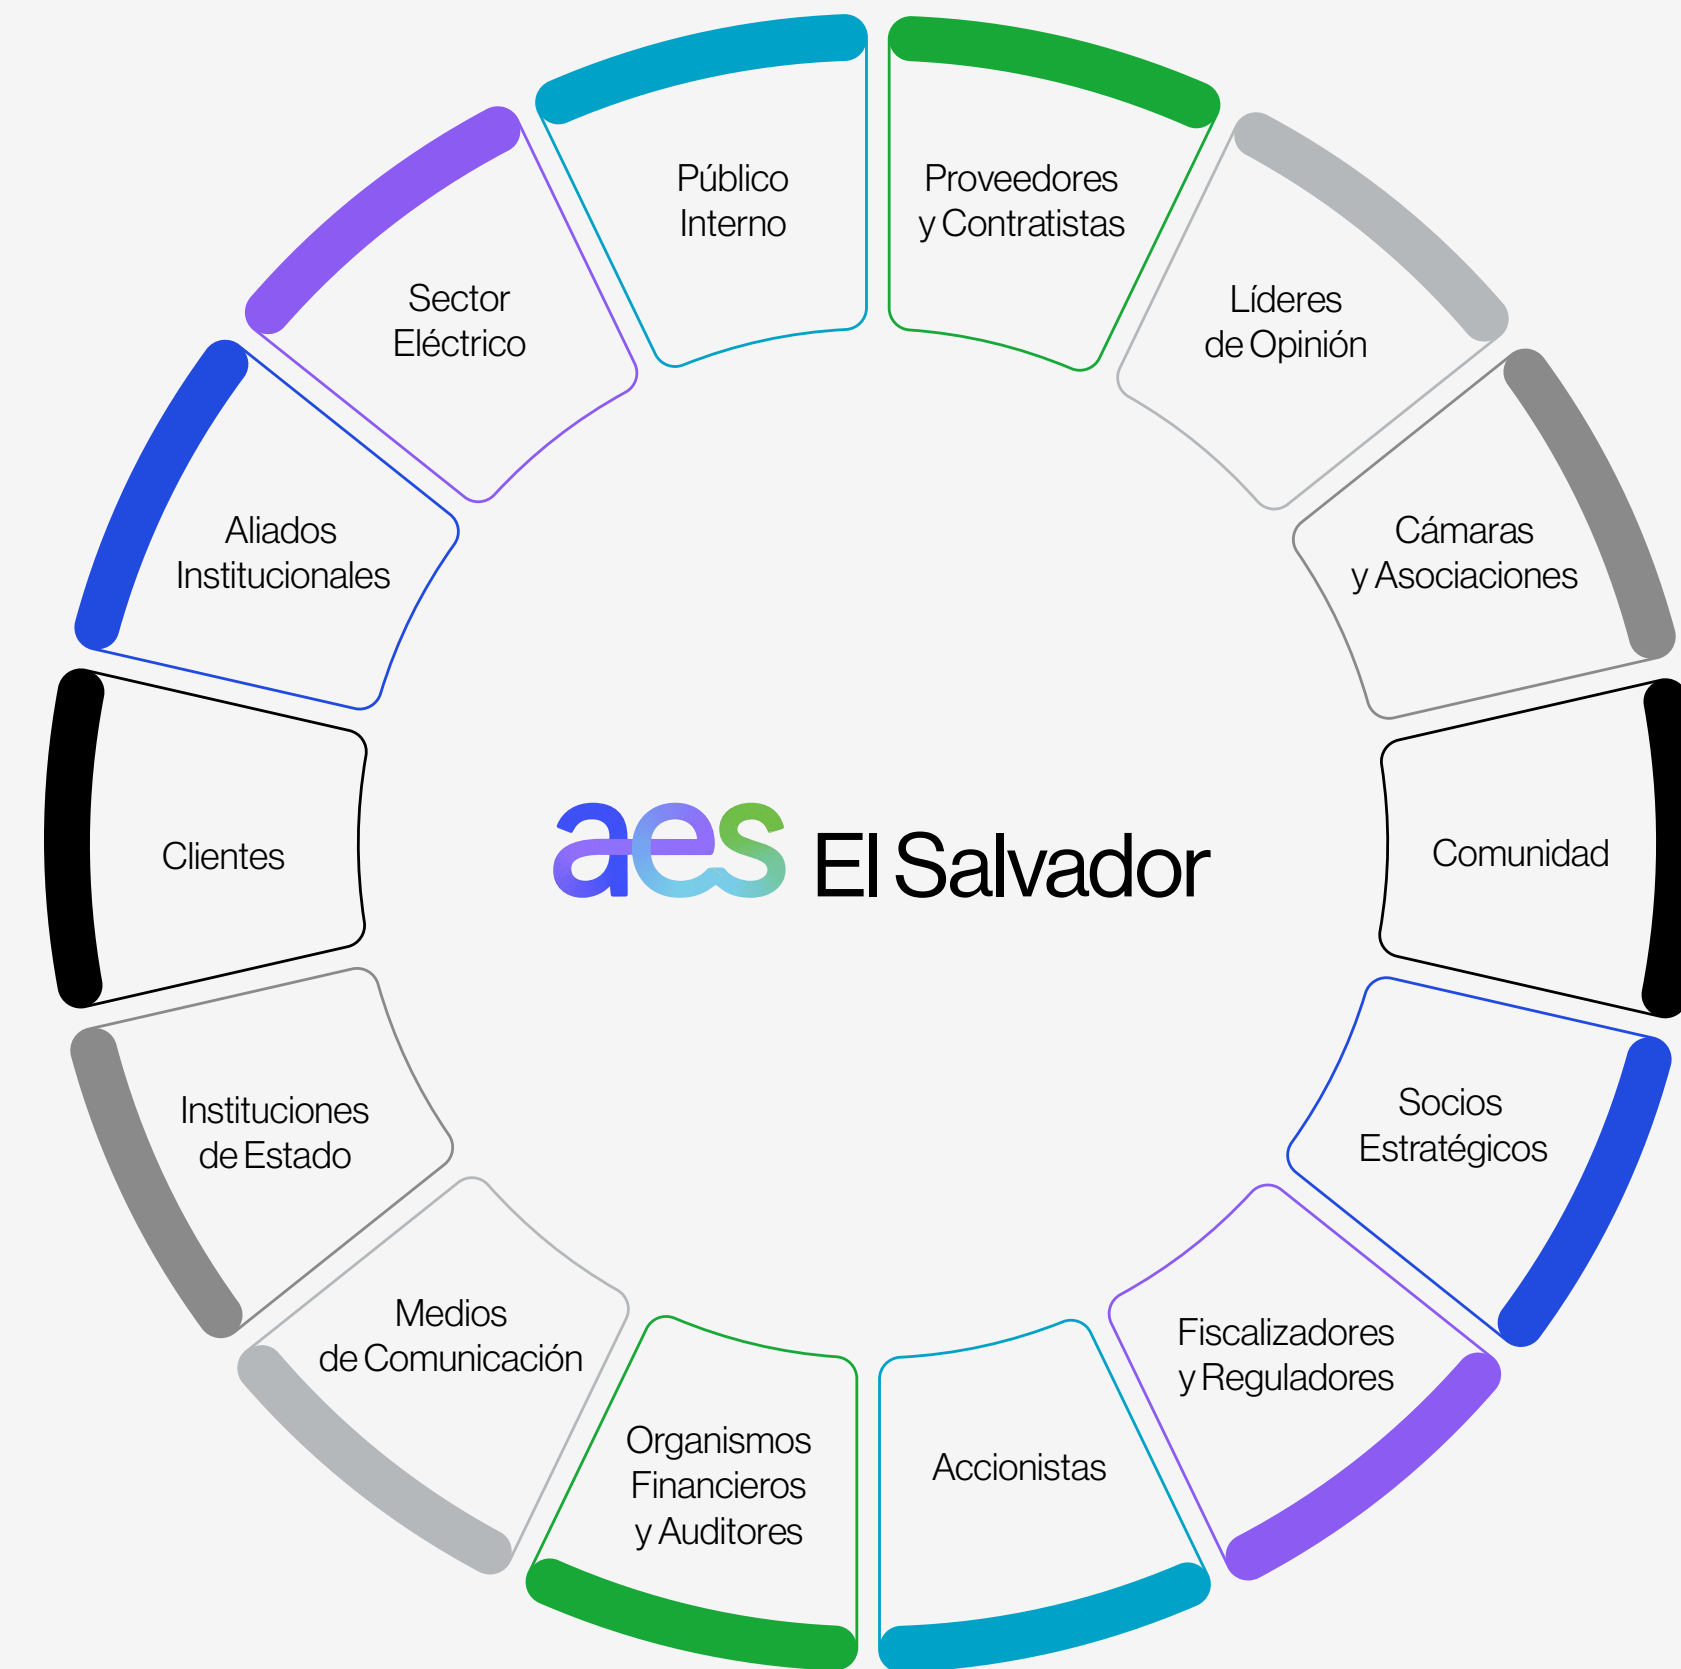 Público
Interno
Proveedores
y Contratistas
Líderes
de Opinión
Cámaras
y Asociaciones
Comunidad
Socios
Estratégicos
Fiscalizadores
y Reguladores
Accionistas
Organismos
Financieros
y Auditores
Medios
de Comunicación
Instituciones
de Estado
Clientes
Aliados
Institucionales
Sector
Eléctrico
aes El Salvador